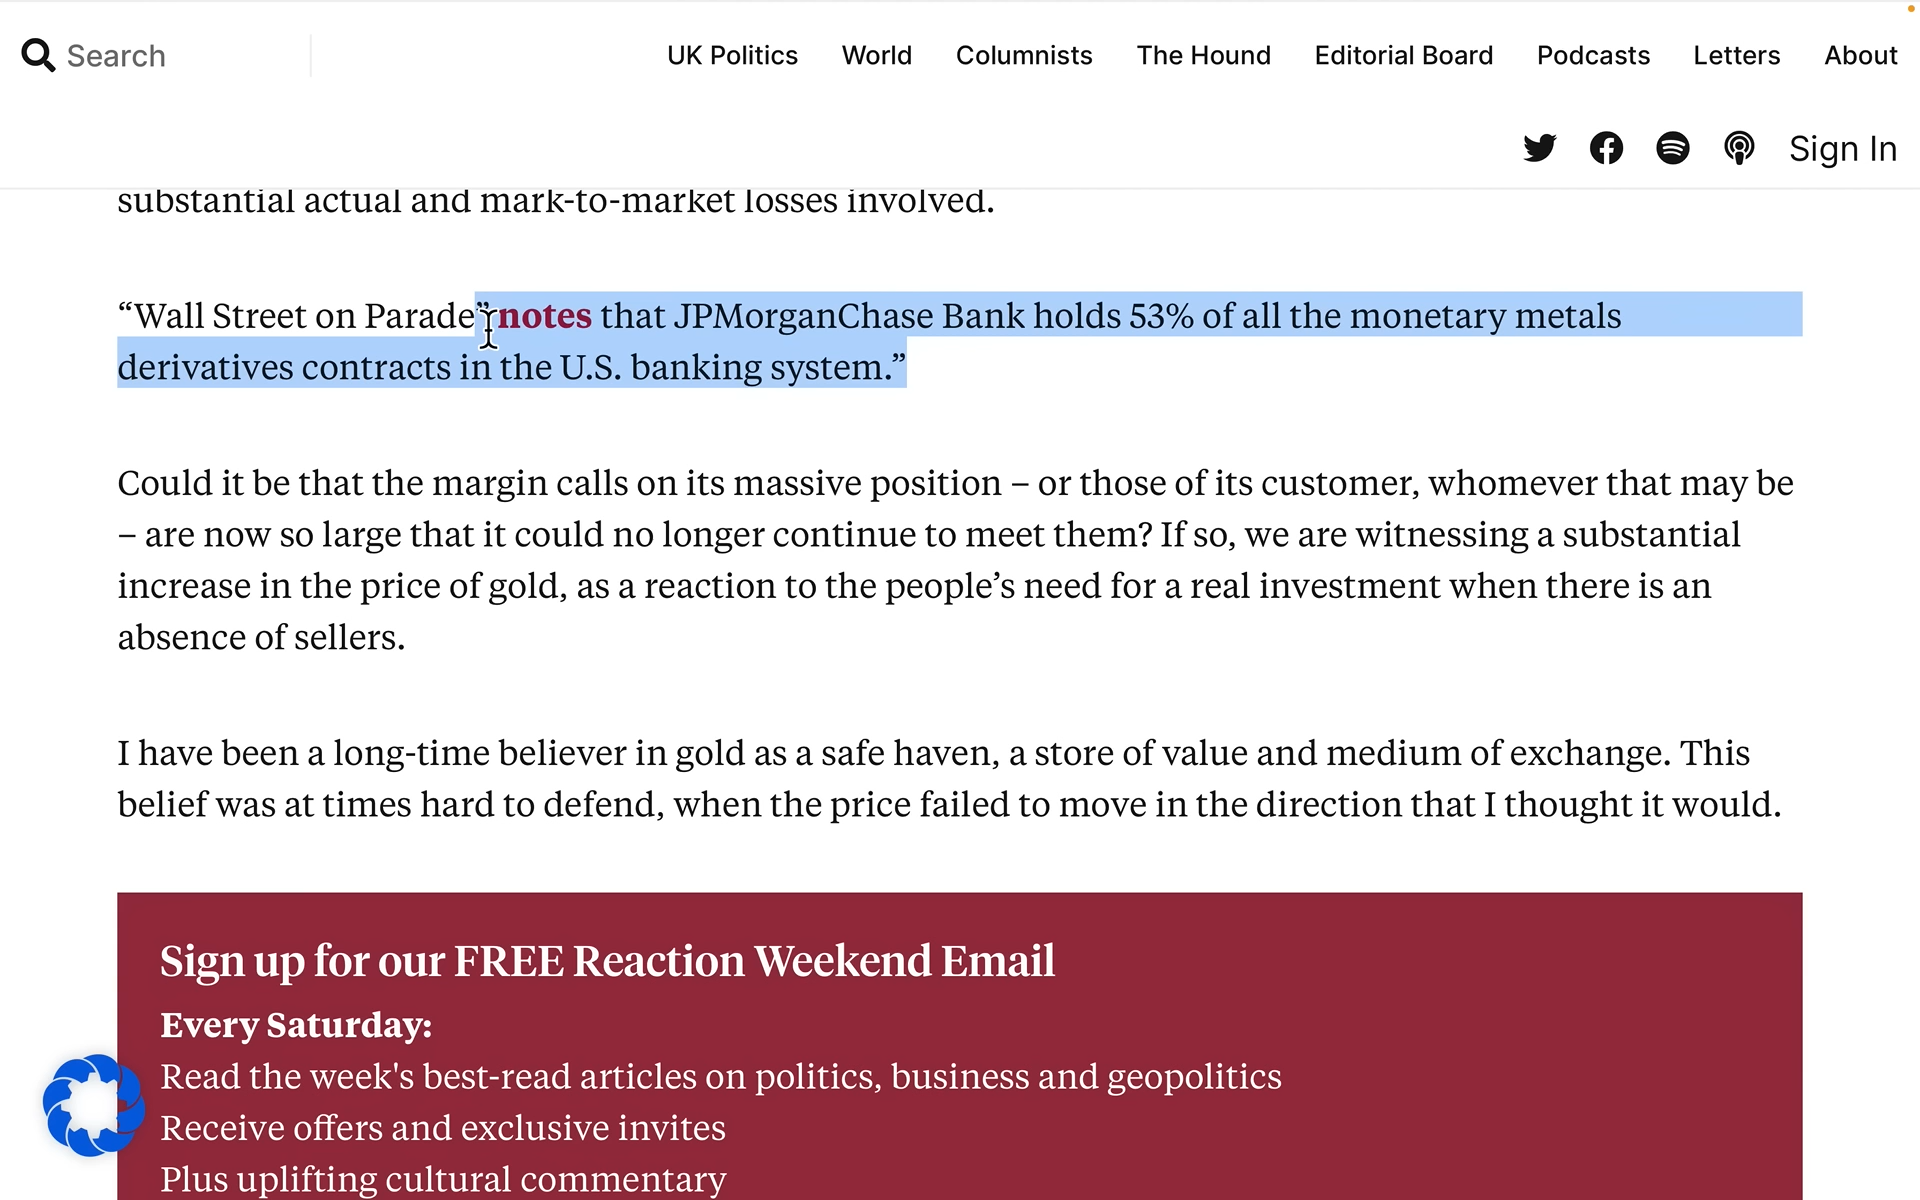 Search
UK Politics World Columnists The Hound Editorial Board Podcasts Letters About
Sign In
substantial actual and mark-to-market losses involved.
“Wall Street on Parade” notes that JPMorganChase Bank holds 53% of all the monetary metals
derivatives contracts in the U.S. banking system.”
Could it be that the margin calls on its massive position – or those of its customer, whomever that may be
– are now so large that it could no longer continue to meet them? If so, we are witnessing a substantial
increase in the price of gold, as a reaction to the people’s need for a real investment when there is an
absence of sellers.
I have been a long-time believer in gold as a safe haven, a store of value and medium of exchange. This
belief was at times hard to defend, when the price failed to move in the direction that I thought it would.
Sign up for our FREE Reaction Weekend Email
Every Saturday:
Read the week's best-read articles on politics, business and geopolitics
Receive offers and exclusive invites
Plus uplifting cultural commentary